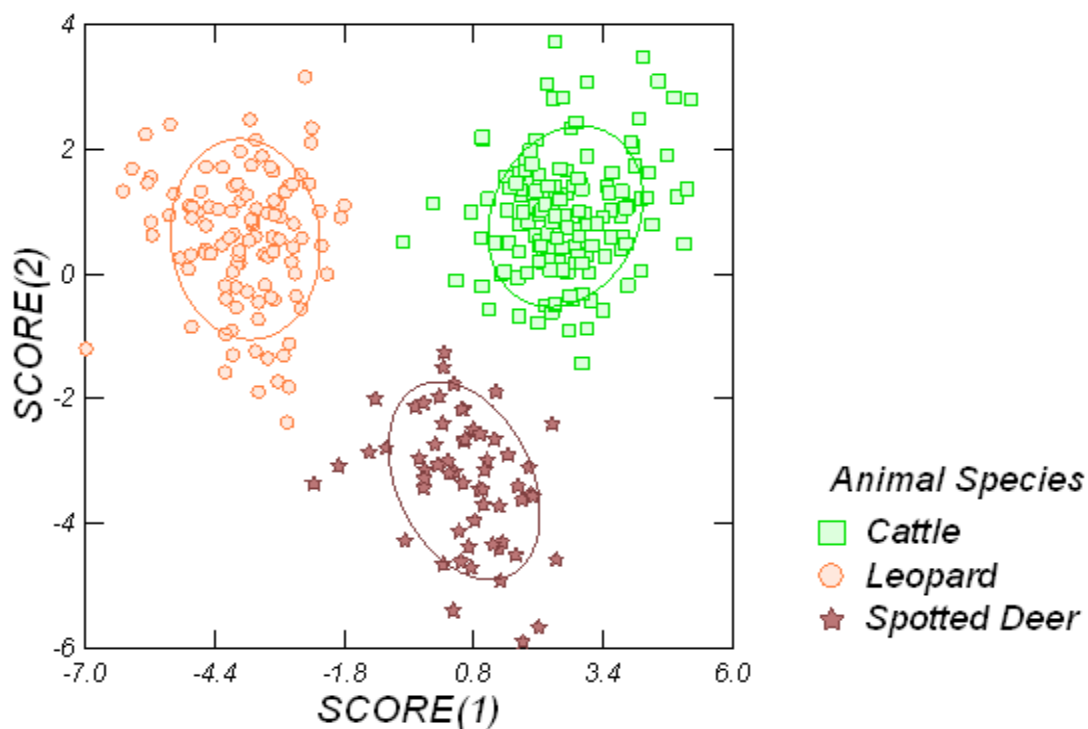 4
2
0
-2
-4
-6
SCORE(2)
-7.0 -4.4 -1.8 0.8 3.4 6.0
SCORE(1)
Animal Species
Cattle
Leopard
Spotted Deer